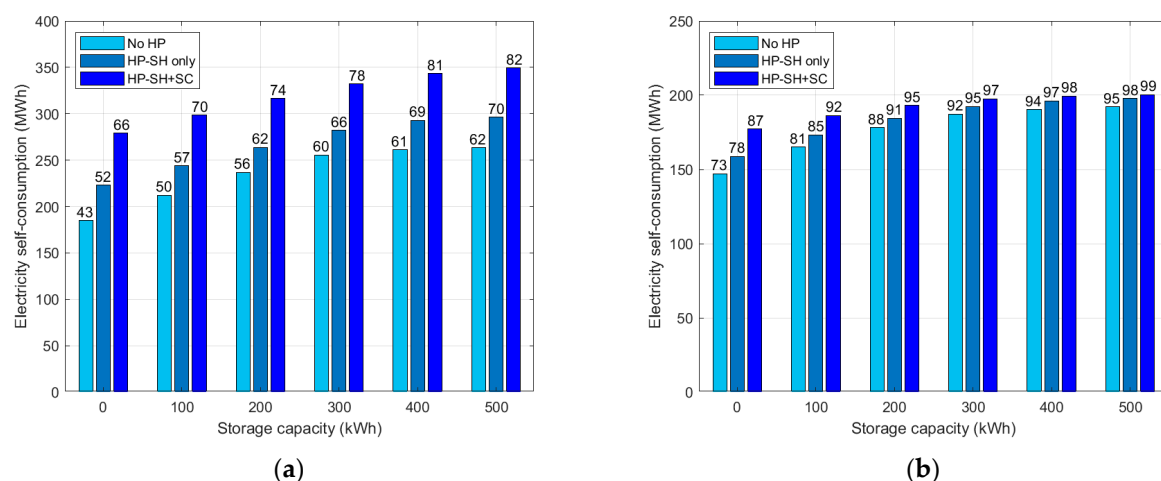 400
350
300
250
200
150
100
50
0
Electricity self-consumption (MWh)
No HP
HP-SH only
HP-SH+SC
43 52 66
50 57 70
56 62 74
60 66 78
61 69 81
62 70 82
0 100 200 300 400 500
Storage capacity (kWh)
(a)
250
200
150
100
50
0
Electricity self-consumption (MWh)
No HP
HP-SH only
HP-SH+SC
73 78 87
81 85 92
88 91 95
92 95 97
94 97 98
95 98 99
0 100 200 300 400 500
Storage capacity (kWh)
(b)